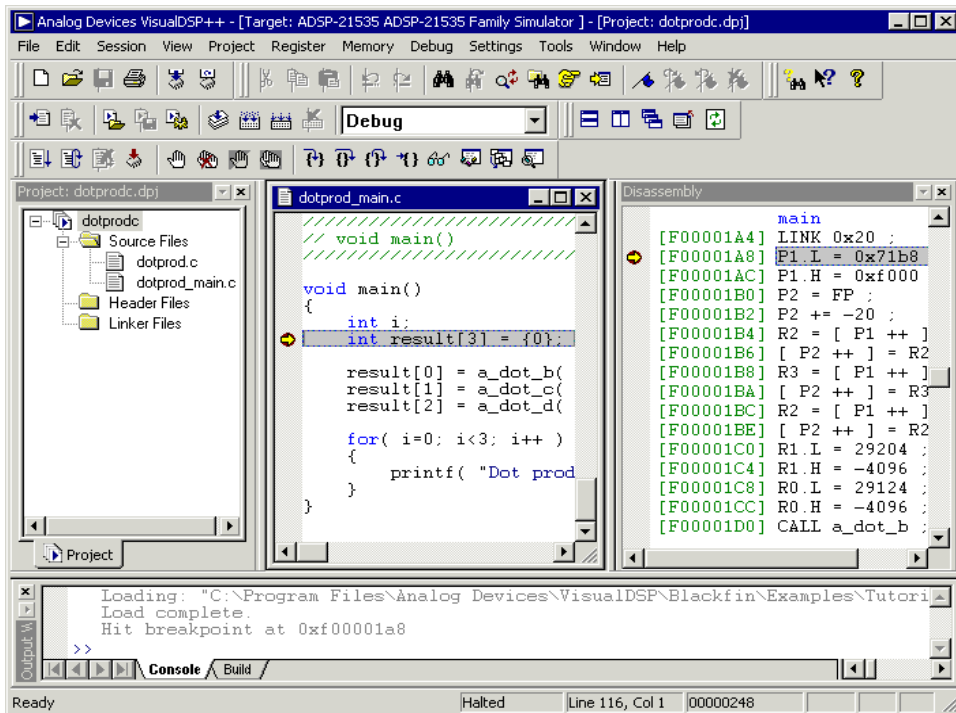 Analog Devices VisualDSP++ - [Target: ADSP-21535 ADSP-21535 Family Simulator ] - [Project: dotprodc.dpj]
File Edit Session View Project Register Memory Debug Settings Tools Window Help
Debug
Project: dotprodc.dpj
dotprodc
Source Files
dotprod.c
dotprod_main.c
Header Files
Linker Files
Project
dotprod_main.c
///////////////////////////
// void main()
///////////////////////////
void main()
{
int i;
int result[3] = {0};
result[0] = a_dot_b(
result[1] = a_dot_c(
result[2] = a_dot_d(
for( i=0; i<3; i++ )
{
printf( "Dot prod
}
}
Disassembly
main
[F00001A4] LINK 0x20 ;
[F00001A8] P1.L = 0x71b8
[F00001AC] P1.H = 0xf000
[F00001B0] P2 = FP ;
[F00001B2] P2 += -20 ;
[F00001B4] R2 = [ P1 ++ ]
[F00001B6] [ P2 ++ ] = R2
[F00001B8] R3 = [ P1 ++ ]
[F00001BA] [ P2 ++ ] = R3
[F00001BC] R2 = [ P1 ++ ]
[F00001BE] [ P2 ++ ] = R2
[F00001C0] R1.L = 29204 ;
[F00001C4] R1.H = -4096 ;
[F00001C8] R0.L = 29124 ;
[F00001CC] R0.H = -4096 ;
[F00001D0] CALL a_dot_b ;
Output W
Loading: "C:\Program Files\Analog Devices\VisualDSP\Blackfin\Examples\Tutori
Load complete.
Hit breakpoint at 0xf00001a8
>>
Console Build
Ready Halted Line 116, Col 1 00000248